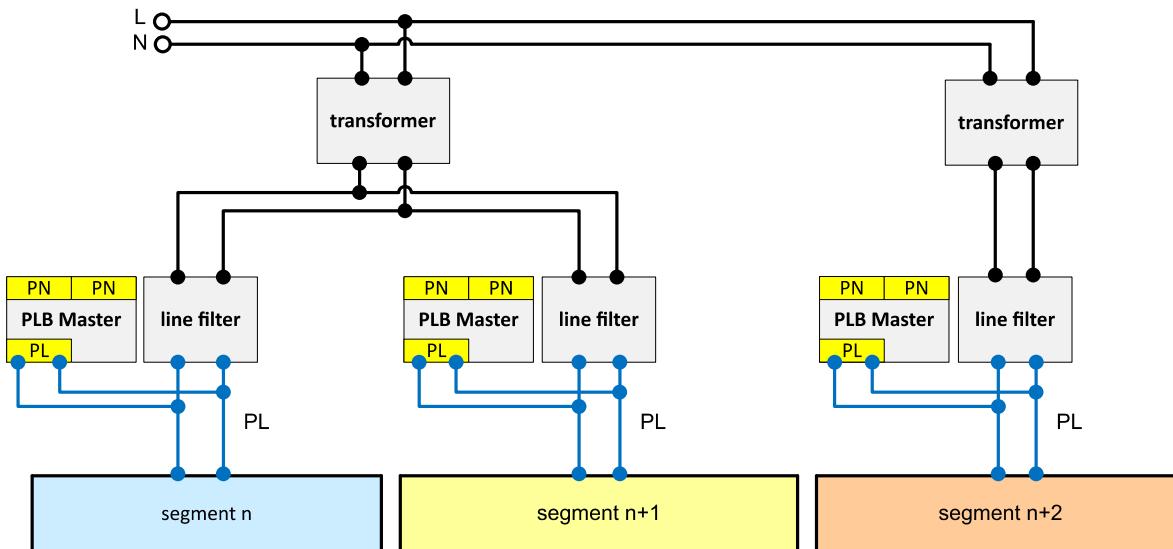 L
N
transformer
transformer
PN PN
PLB Master
PL
line filter
PN PN
PLB Master
PL
line filter
PN PN
PLB Master
PL
line filter
PL
PL
PL
segment n
segment n+1
segment n+2